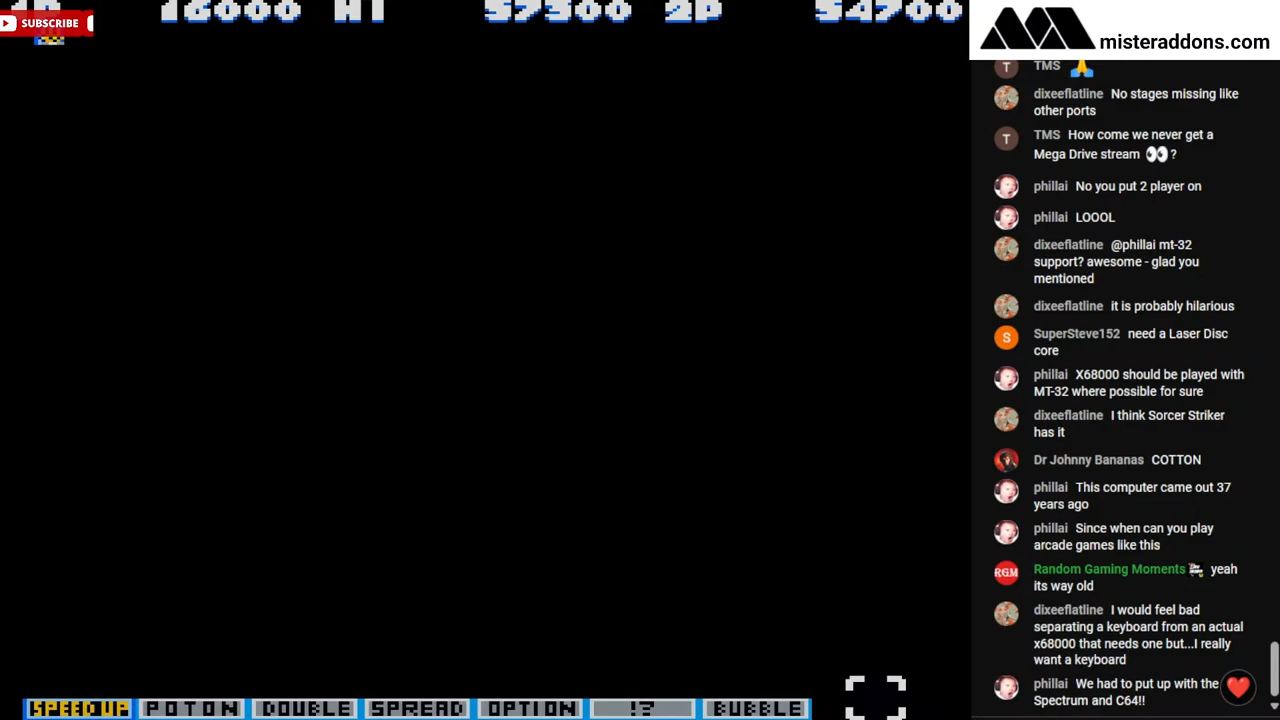 1P 16000 HI 57300 2P 54700
SUBSCRIBE
misteraddons.com
TMS 🙏
dixeeflatline No stages missing like
other ports
TMS How come we never get a
Mega Drive stream 👀 ?
phillai No you put 2 player on
phillai LOOOL
dixeeflatline @phillai mt-32
support? awesome - glad you
mentioned
dixeeflatline it is probably hilarious
SuperSteve152 need a Laser Disc
core
phillai X68000 should be played with
MT-32 where possible for sure
dixeeflatline I think Sorcer Striker
has it
Dr Johnny Bananas COTTON
phillai This computer came out 37
years ago
phillai Since when can you play
arcade games like this
Random Gaming Moments yeah
its way old
dixeeflatline I would feel bad
separating a keyboard from an actual
x68000 that needs one but...I really
want a keyboard
phillai We had to put up with the
Spectrum and C64!!
T
T
S
RGM
SPEED UP POTON DOUBLE SPREAD OPTION !? BUBBLE